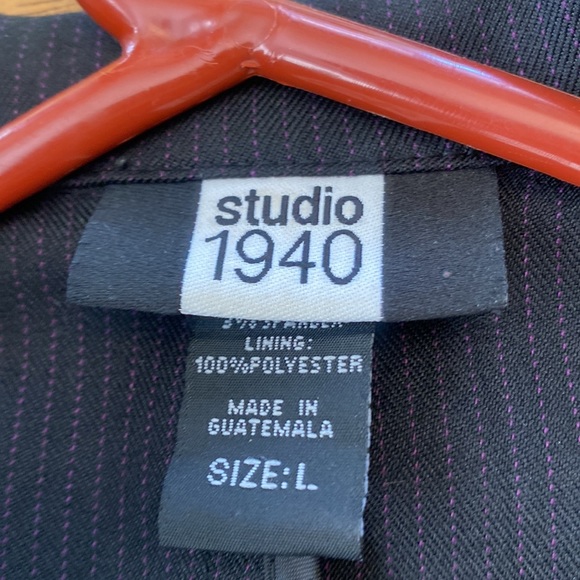 studio
1940
LINING:
100%POLYESTER
MADE IN
GUATEMALA
SIZE: L